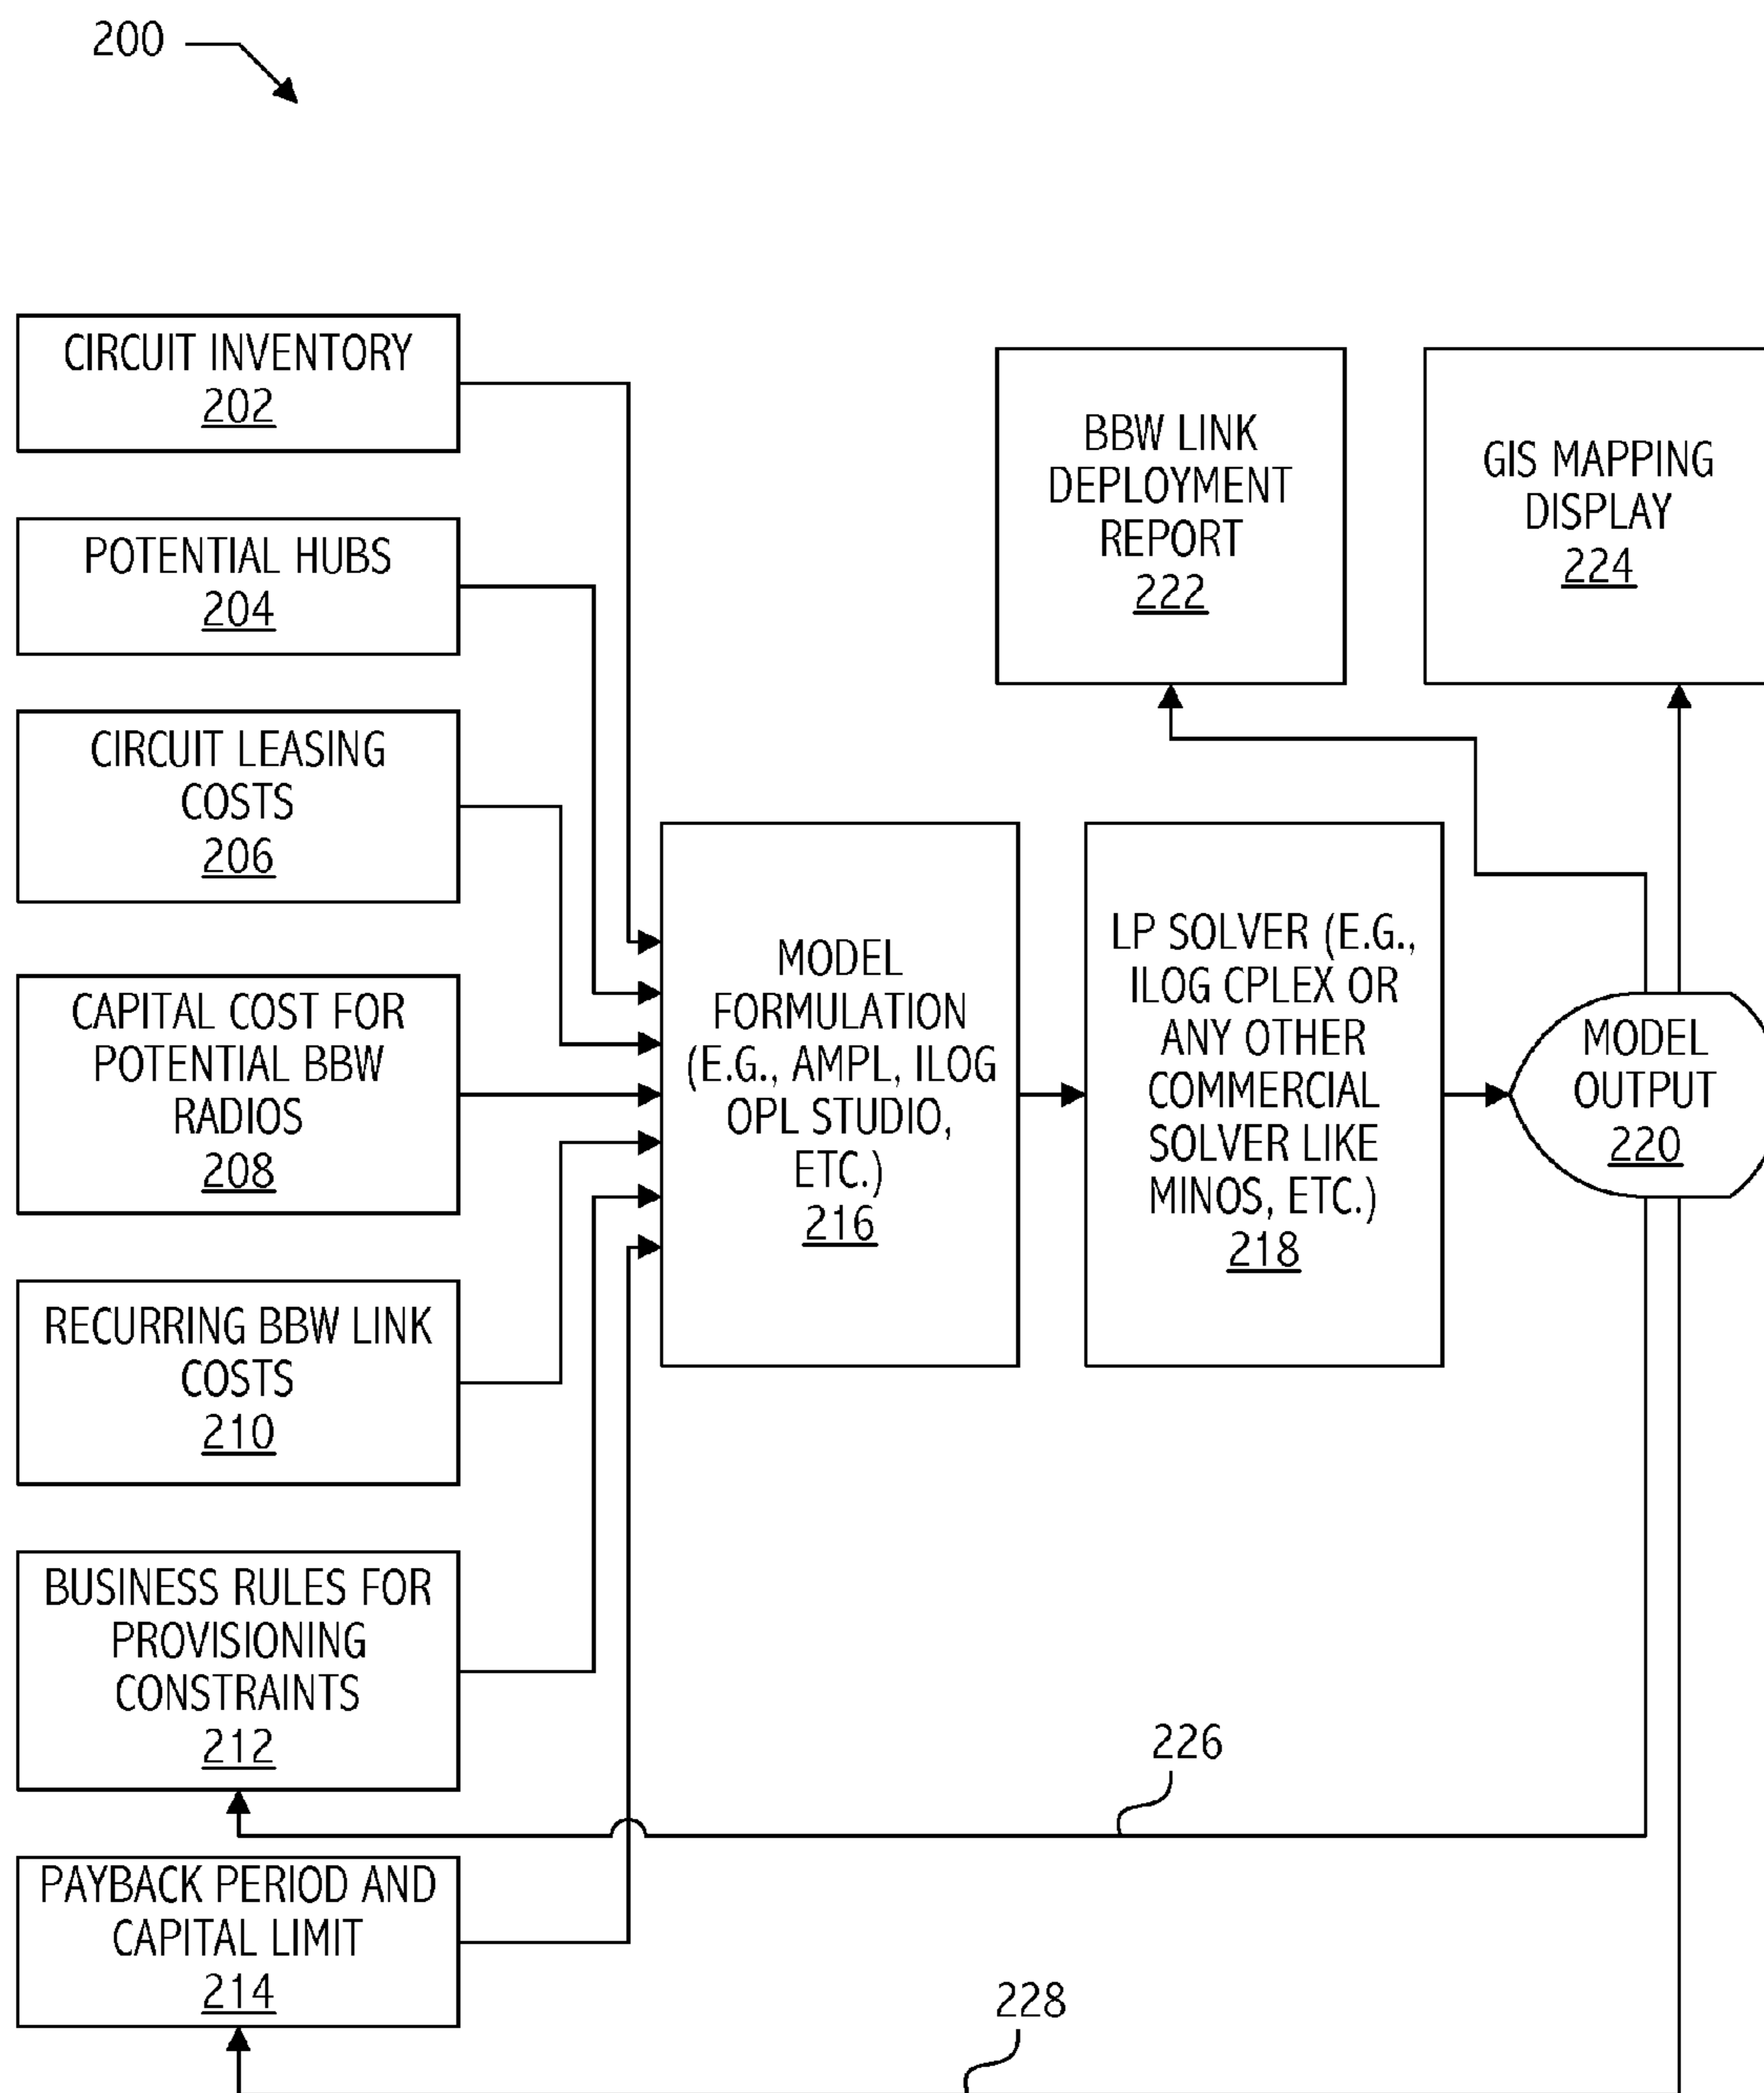 200
CIRCUIT INVENTORY
202
POTENTIAL HUBS
204
CIRCUIT LEASING
COSTS
206
CAPITAL COST FOR
POTENTIAL BBW
RADIOS
208
RECURRING BBW LINK
COSTS
210
BUSINESS RULES FOR
PROVISIONING
CONSTRAINTS
212
PAYBACK PERIOD AND
CAPITAL LIMIT
214
MODEL
FORMULATION
(E.G., AMPL, ILOG
OPL STUDIO,
ETC.)
216
LP SOLVER (E.G.,
ILOG CPLEX OR
ANY OTHER
COMMERCIAL
SOLVER LIKE
MINOS, ETC.)
218
MODEL
OUTPUT
220
BBW LINK
DEPLOYMENT
REPORT
222
GIS MAPPING
DISPLAY
224
226
228